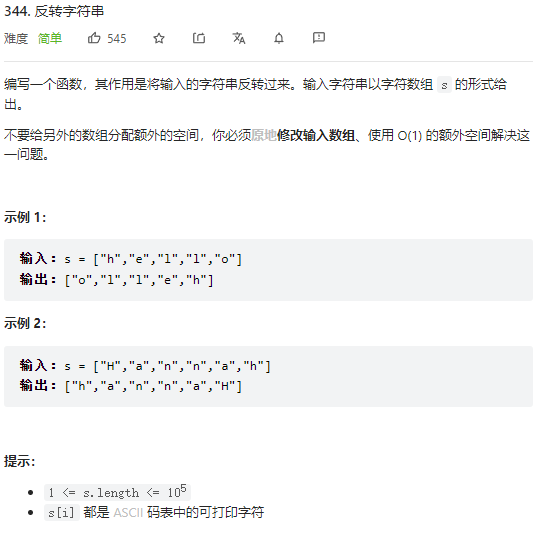 344. 反转字符串
难度 简单 545
编写一个函数，其作用是将输入的字符串反转过来。输入字符串以字符数组 s 的形式给
出。
不要给另外的数组分配额外的空间，你必须原地修改输入数组、使用 O(1) 的额外空间解决这
一问题。
示例 1：
输入：s = ["h","e","l","l","o"]
输出：["o","l","l","e","h"]
示例 2：
输入：s = ["H","a","n","n","a","h"]
输出：["h","a","n","n","a","H"]
提示：
1 <= s.length <= 10⁵
s[i] 都是 ASCII 码表中的可打印字符